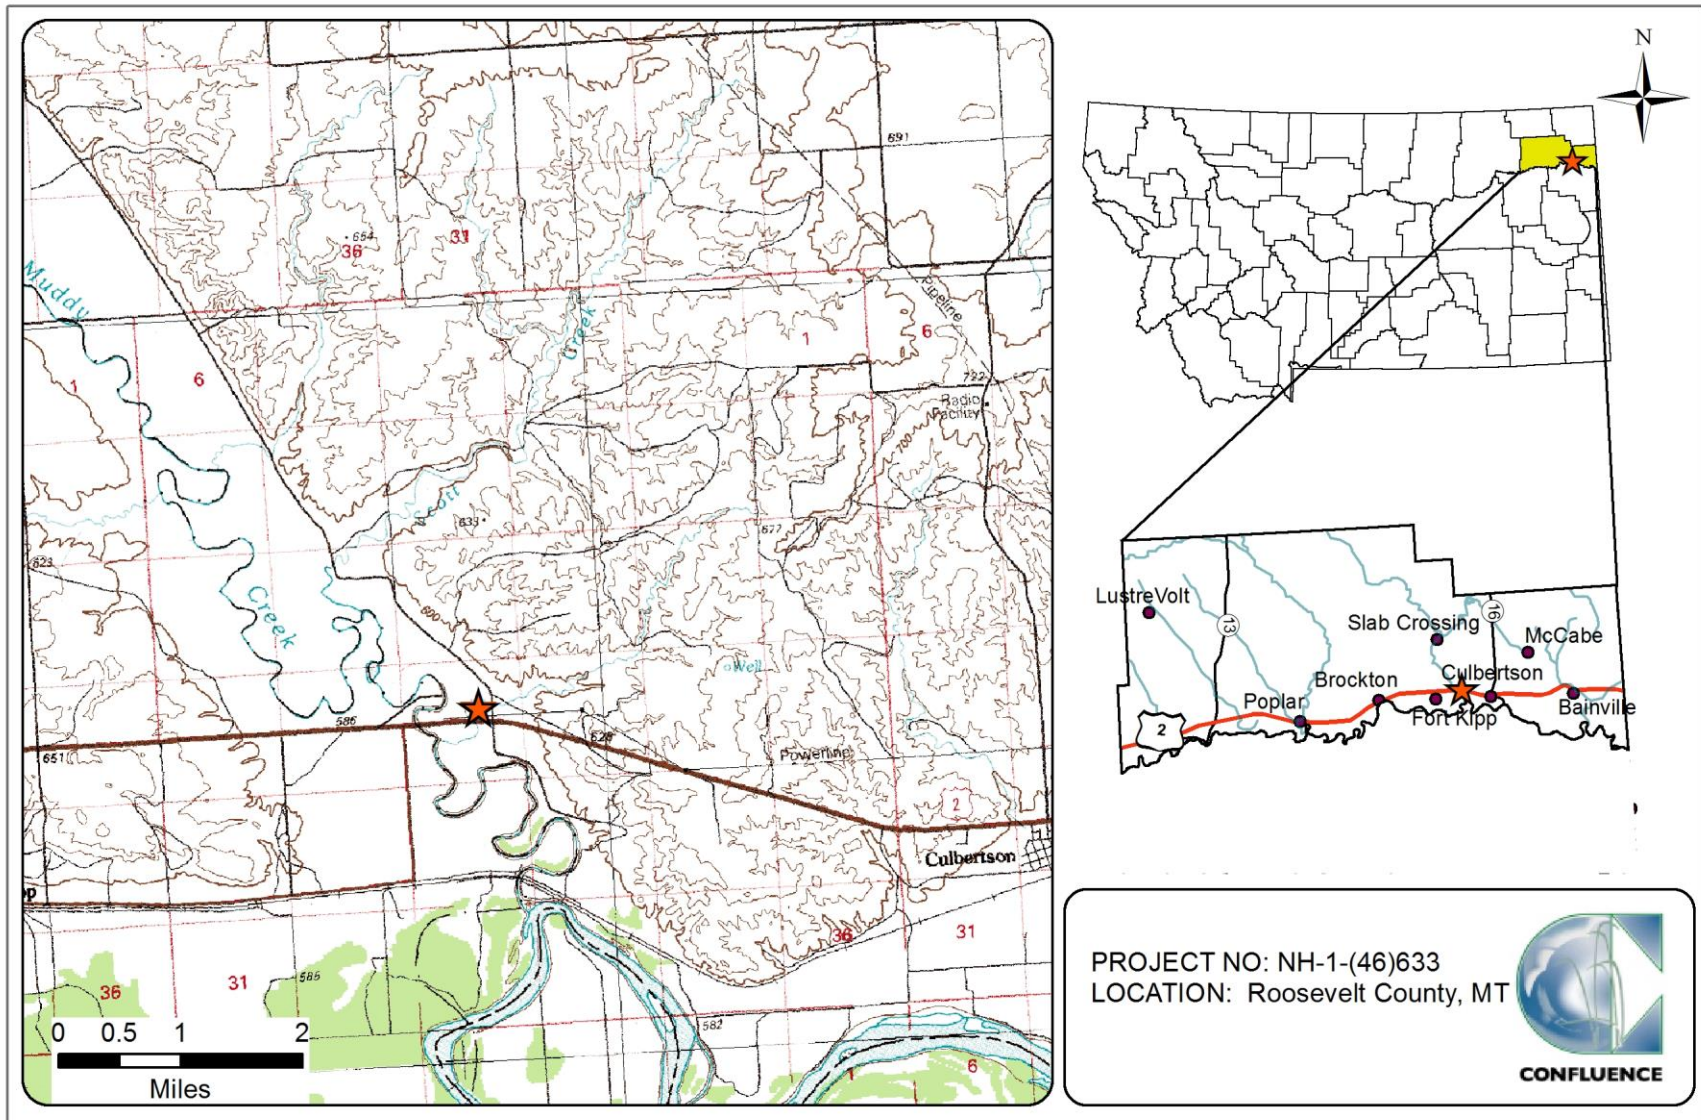 691
654
36
31
Muddy
Pipeline
Creek
1
6
1
6
722
Radio
Facility
700
Scott
633
677
623
Creek
600
Well
586
651
628
Powerline
2
Culbertson
op
36
31
36
31
585
582
1
6
0 0.5 1 2
Miles
N
LustreVolt
13
Slab Crossing
16
McCabe
Culbertson
Brockton
Poplar
Fort Kipp
Bainville
2
PROJECT NO: NH-1-(46)633
LOCATION: Roosevelt County, MT
CONFLUENCE